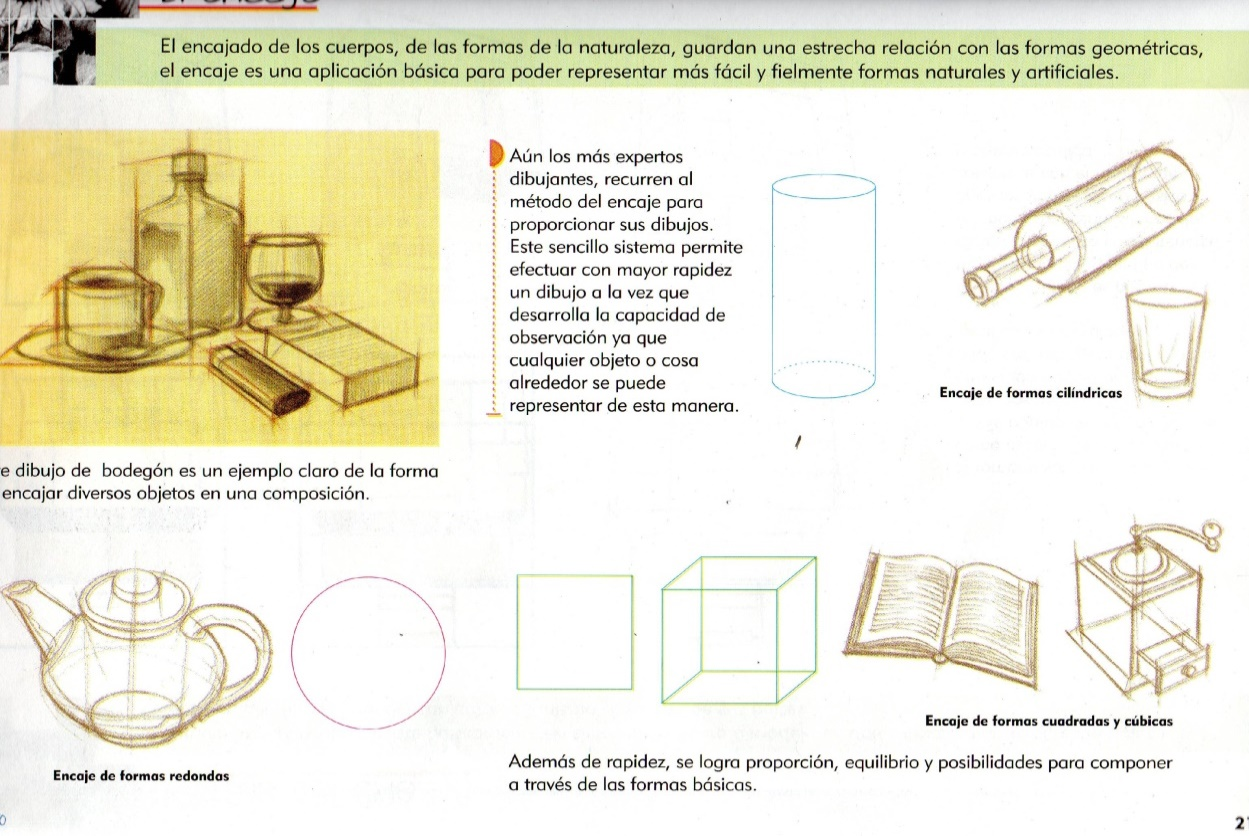 El encajado de los cuerpos, de las formas de la naturaleza, guardan una estrecha relación con las formas geométricas,
el encaje es una aplicación básica para poder representar más fácil y fielmente formas naturales y artificiales.
Aún los más expertos
dibujantes, recurren al
método del encaje para
proporcionar sus dibujos.
Este sencillo sistema permite
efectuar con mayor rapidez
un dibujo a la vez que
desarrolla la capacidad de
observación ya que
cualquier objeto o cosa
alrededor se puede
representar de esta manera.
Encaje de formas cilíndricas
e dibujo de bodegón es un ejemplo claro de la forma
encajar diversos objetos en una composición.
Encaje de formas redondas
Encaje de formas cuadradas y cúbicas
Además de rapidez, se logra proporción, equilibrio y posibilidades para componer
a través de las formas básicas.